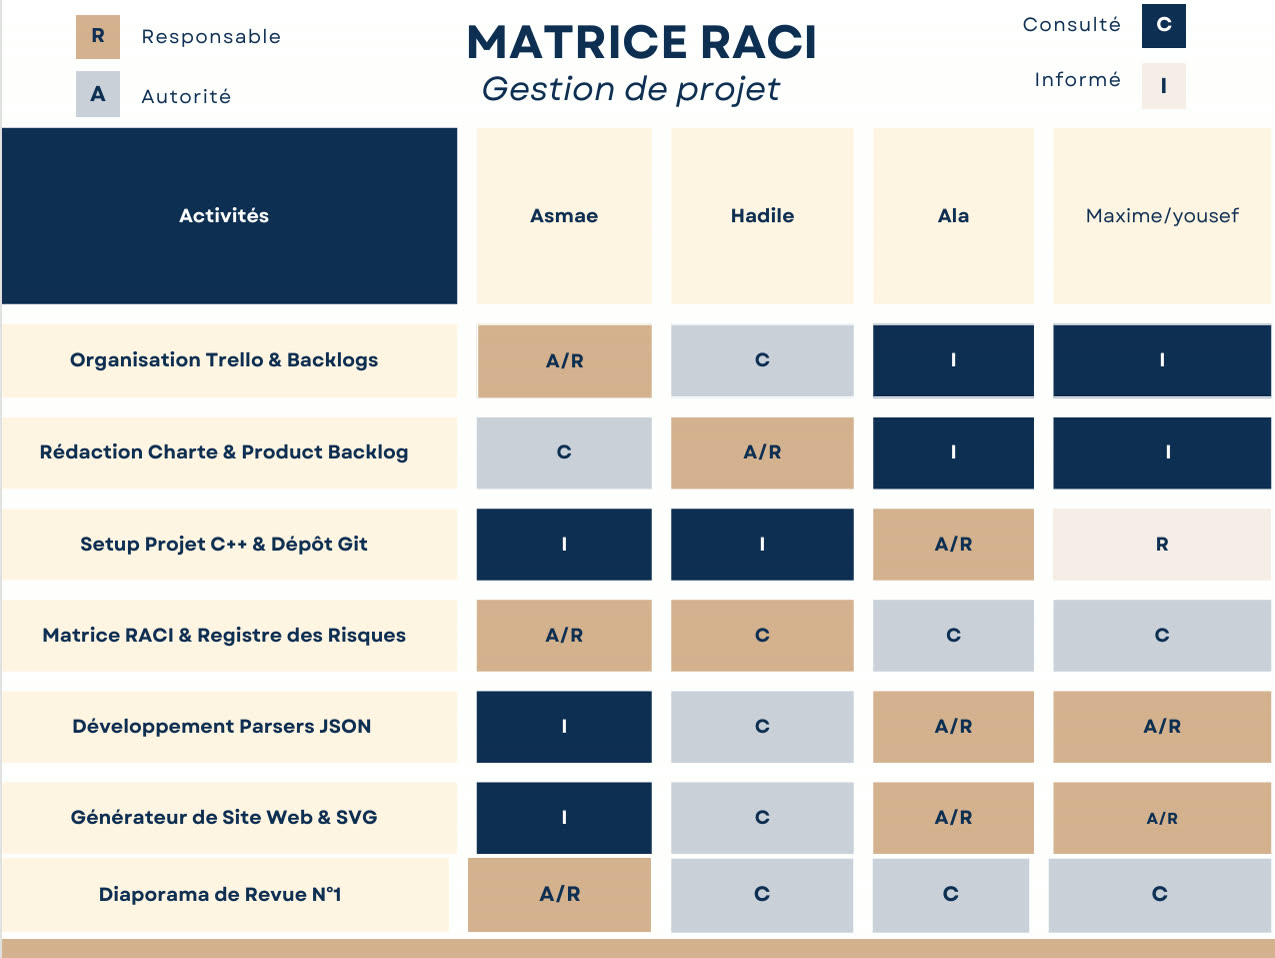 R Responsable
A Autorité
MATRICE RACI
Gestion de projet
Consulté C
Informé I
Activités Asmae Hadile Ala Maxime/yousef
Organisation Trello & Backlogs A/R C I I
Rédaction Charte & Product Backlog C A/R I I
Setup Projet C++ & Dépôt Git I I A/R R
Matrice RACI & Registre des Risques A/R C C C
Développement Parsers JSON I C A/R A/R
Générateur de Site Web & SVG I C A/R A/R
Diaporama de Revue N°1 A/R C C C